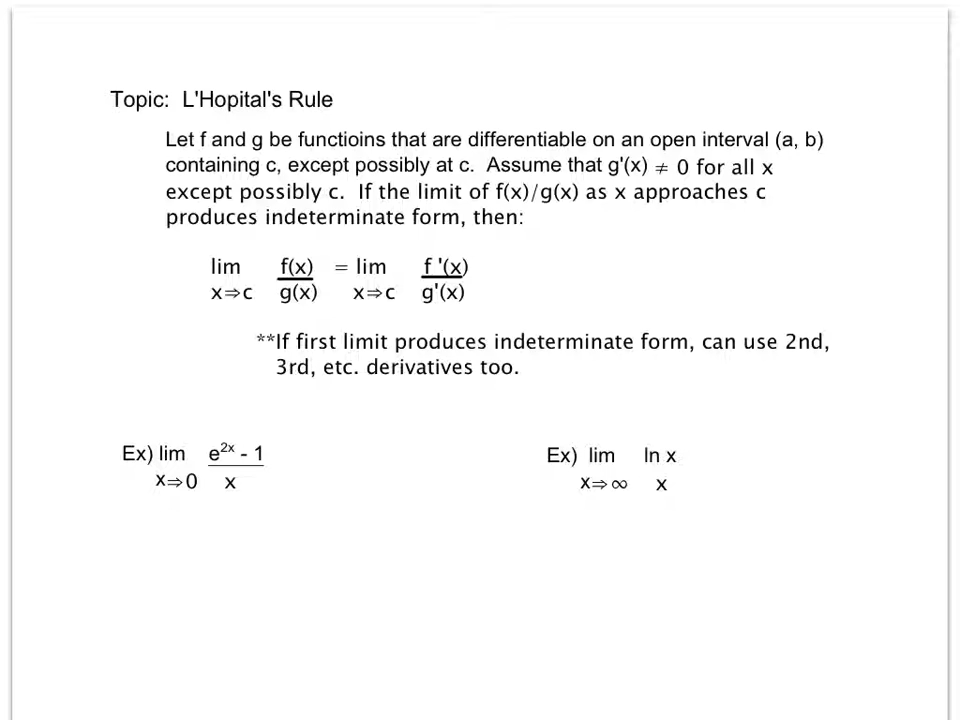 Topic: L'Hopital's Rule
Let f and g be functioins that are differentiable on an open interval (a, b)
containing c, except possibly at c. Assume that g'(x) ≠ 0 for all x
except possibly c. If the limit of f(x)/g(x) as x approaches c
produces indeterminate form, then:
lim f(x) = lim f '(x)
x⇒c g(x) x⇒c g'(x)
**If first limit produces indeterminate form, can use 2nd,
3rd, etc. derivatives too.
Ex) lim e²ˣ - 1
x⇒0 x
Ex) lim ln x
x⇒∞ x